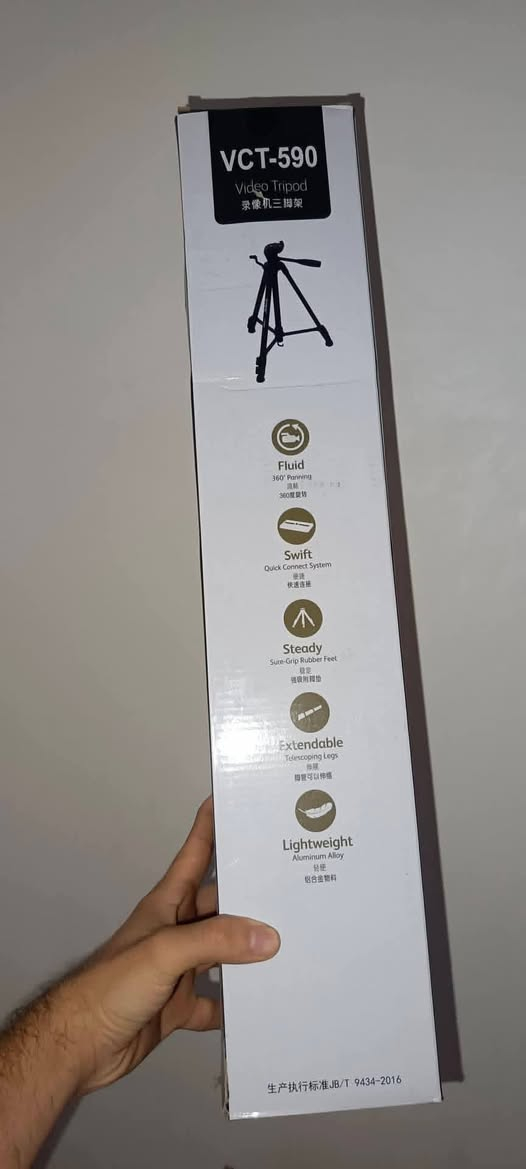 VCT-590
Video Tripod
录像机三脚架
Fluid
360° Panning
流畅
360度旋转
Swift
Quick Connect System
便捷
快速连接
Steady
Sure-Grip Rubber Feet
稳定
强吸附脚垫
Extendable
Telescoping Legs
伸展
脚管可以伸缩
Lightweight
Aluminum Alloy
轻便
铝合金物料
生产执行标准JB/T 9434-2016